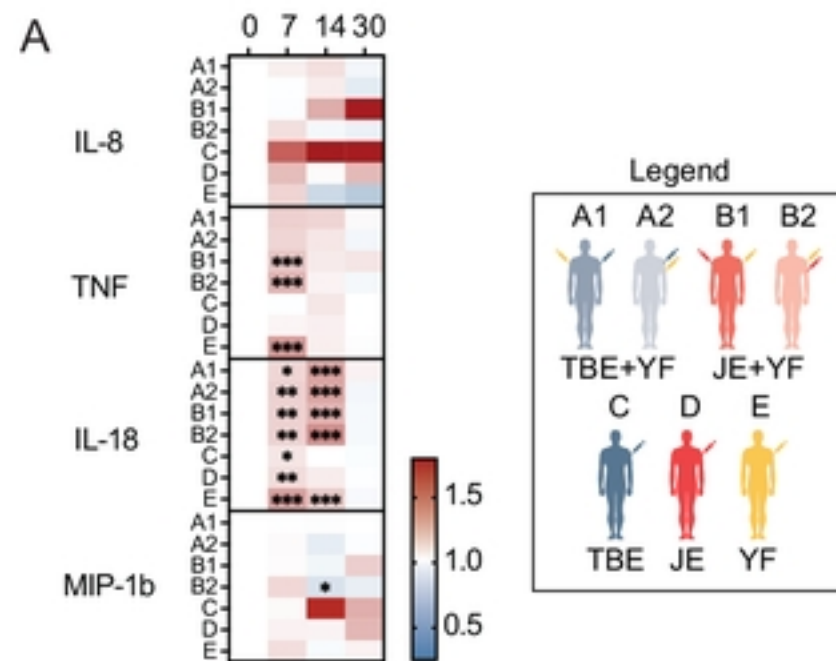 A
0 7 14 30
IL-8
A1
A2
B1
B2
C
D
E
TNF
A1
A2
B1 ***
B2 ***
C
D
E ***
IL-18
A1 * ***
A2 ** ***
B1 ** ***
B2 ** ***
C *
D **
E *** ***
MIP-1b
A1
A2
B1
B2 *
C
D
E
1.5
1.0
0.5
Legend
A1 A2 B1 B2
TBE+YF JE+YF
C D E
TBE JE YF